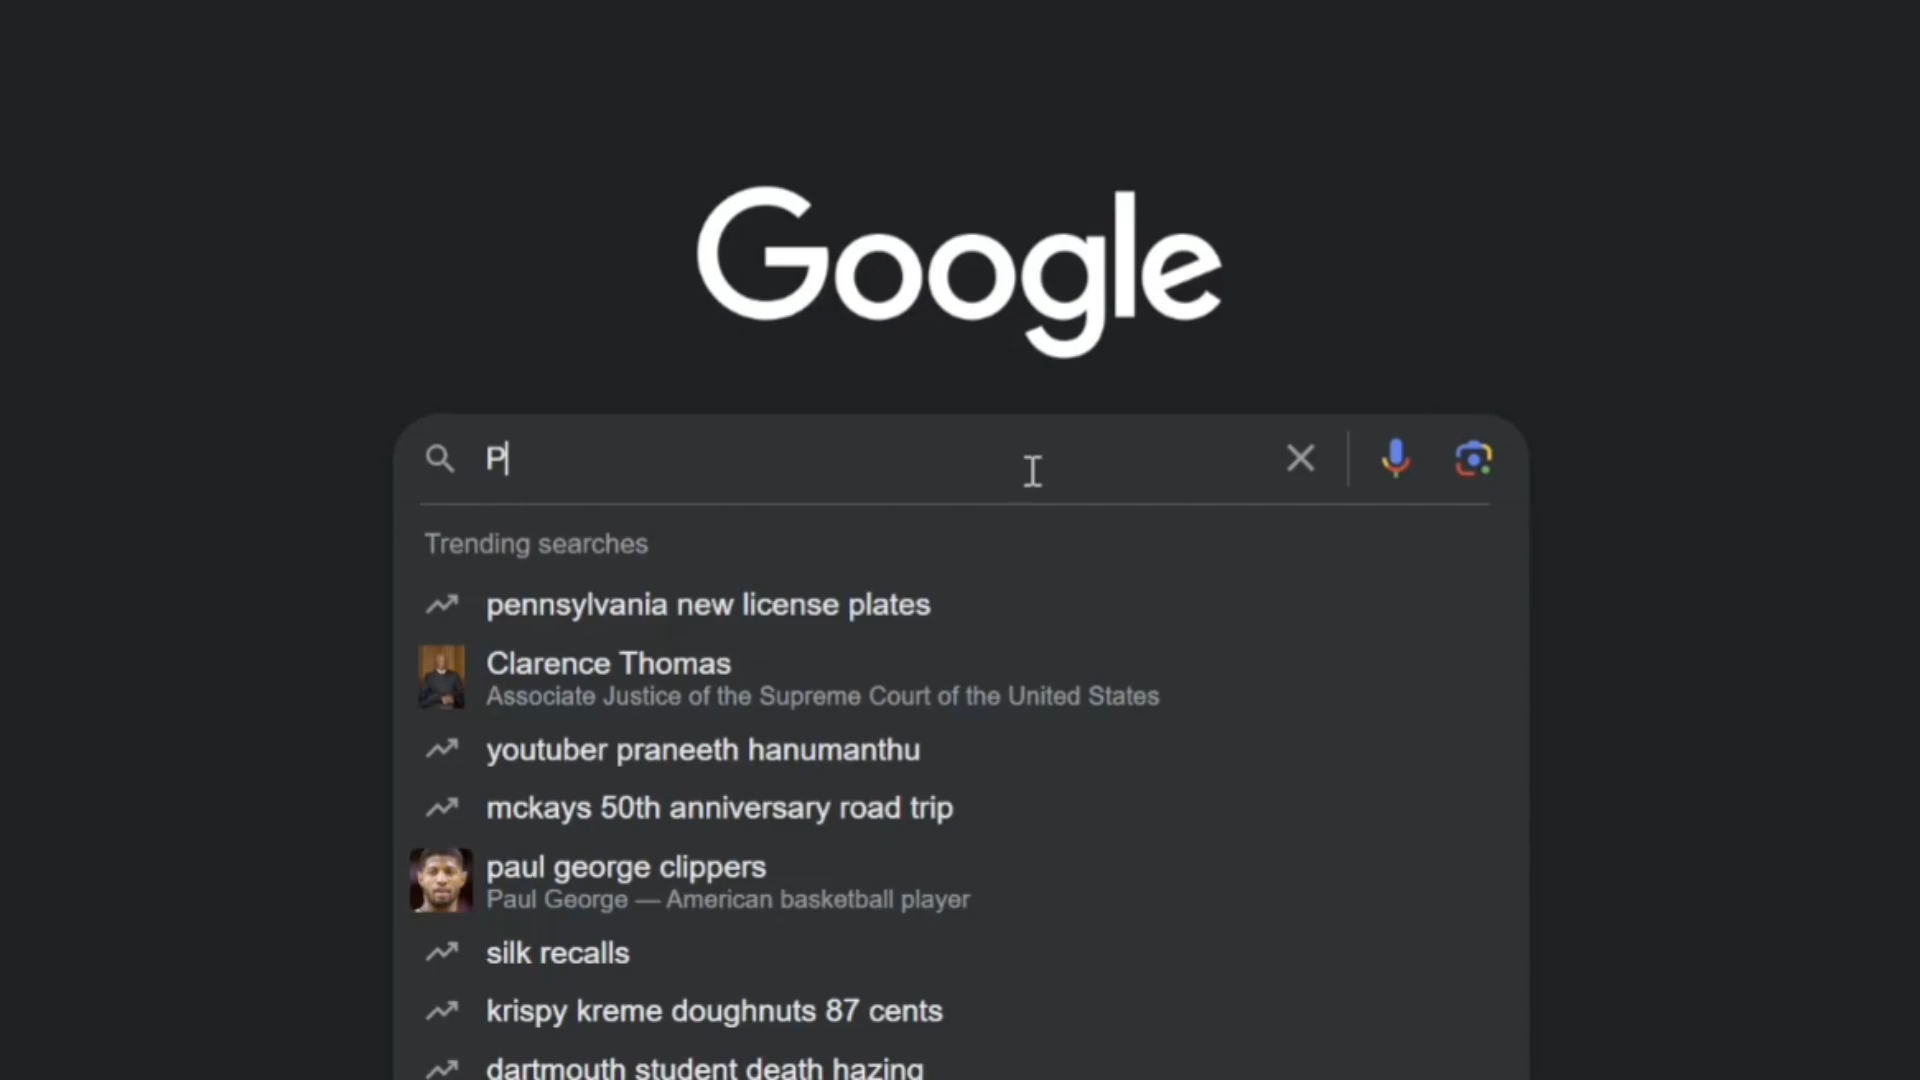 Google
P
Trending searches
pennsylvania new license plates
Clarence Thomas
Associate Justice of the Supreme Court of the United States
youtuber praneeth hanumanthu
mckays 50th anniversary road trip
paul george clippers
Paul George — American basketball player
silk recalls
krispy kreme doughnuts 87 cents
dartmouth student death hazing